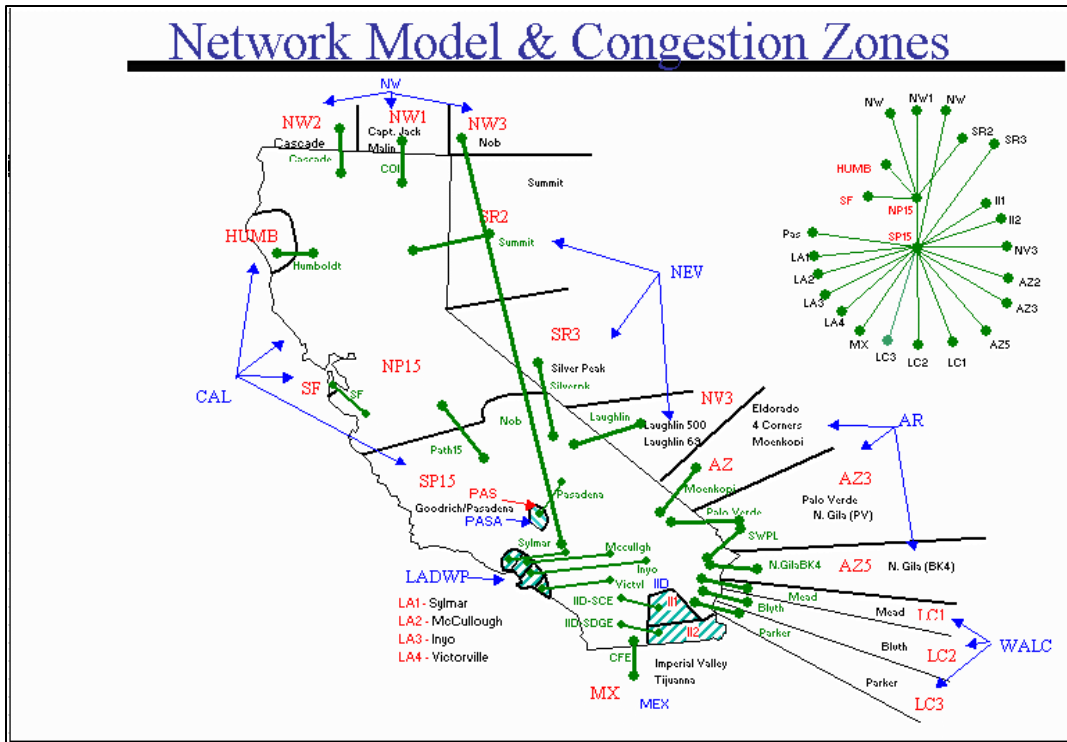 Network Model & Congestion Zones
NW
NW2
NW1
NW3
Cascade
Capt. Jack
Malin
Nob
Cascade
COI
Summit
SR2
Summit
HUMB
Humboldt
NEV
SR3
Silver Peak
Silverpk
NP15
SF
SF
CAL
Nob
Path15
NV3
Laughlin
Laughlin 500
Laughlin 69
Eldorado
4 Corners
Moenkopi
AR
AZ
Moenkopi
AZ3
Palo Verde
N. Gila (PV)
SP15
PAS
Goodrich/Pasadena
PASA
Pasadena
Palo Verde
SWPL
Sylmar
Mccullgh
Inyo
Victvl
LADWP
N.GilaBK4
AZ5
N. Gila (BK4)
IID
II1
II2
IID-SCE
IID-SDGE
Mead
Blyth
Parker
Mead
LC1
Bluth
LC2
WALC
Parker
LC3
LA1 - Sylmar
LA2 - McCullough
LA3 - Inyo
LA4 - Victorville
CFE
Imperial Valley
Tijuanna
MX
MEX
NW
NW1
NW
SR2
SR3
HUMB
SF
NP15
II1
II2
SP15
Pas
NV3
LA1
LA2
AZ2
LA3
AZ3
LA4
MX
AZ5
LC3
LC2
LC1